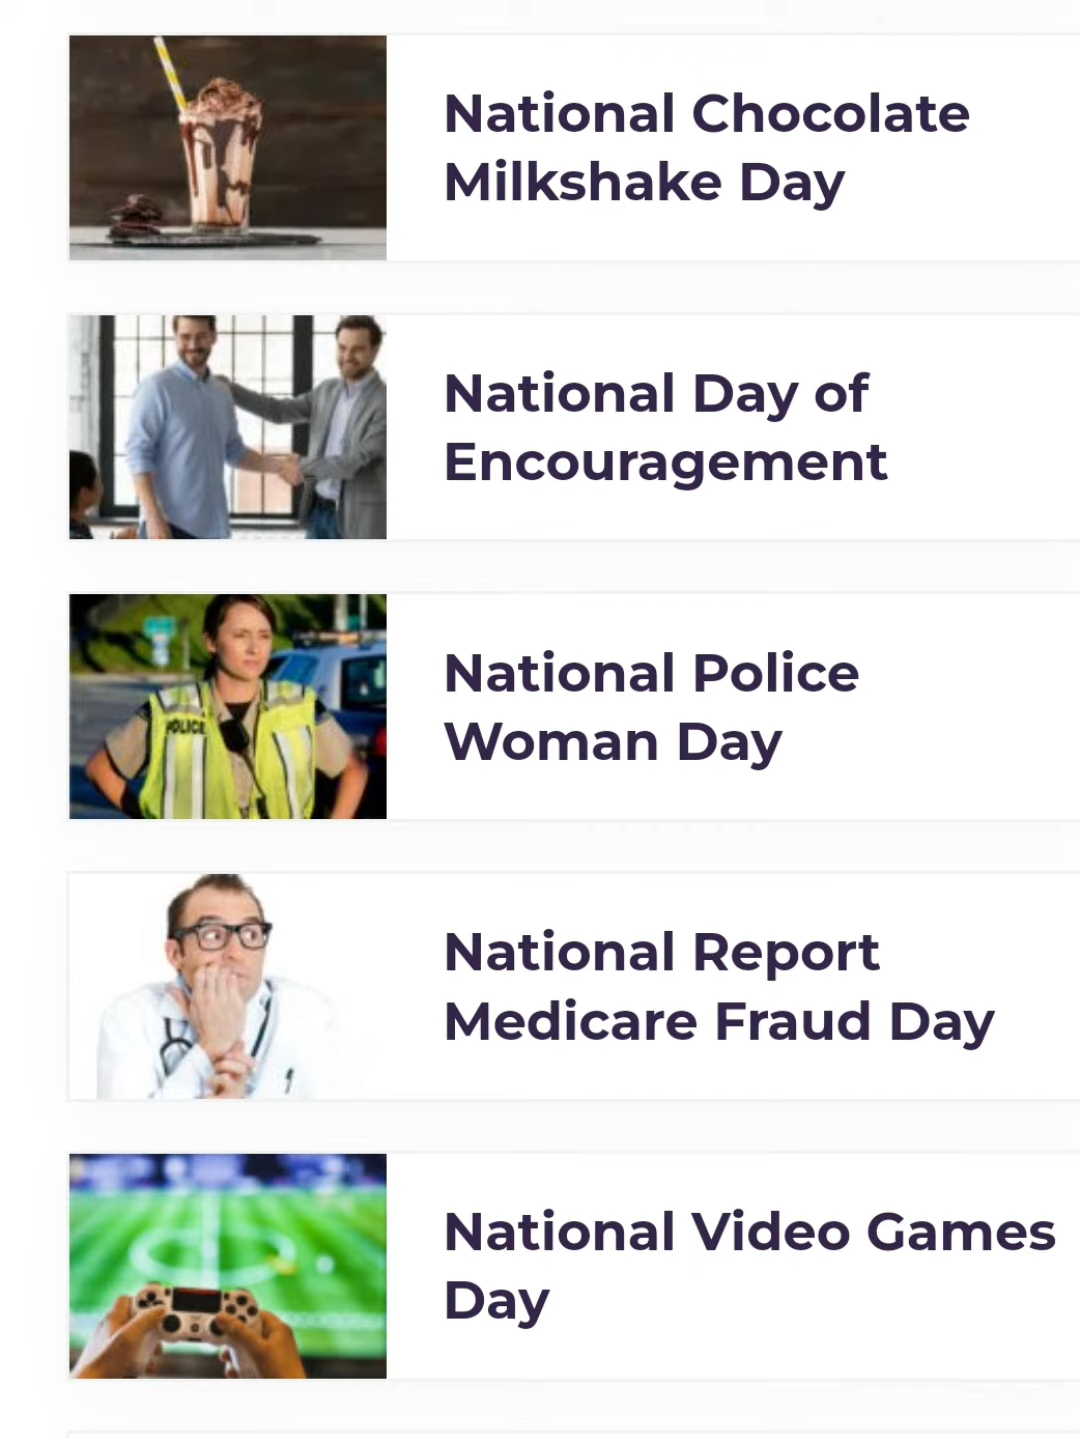 National Chocolate
Milkshake Day
National Day of
Encouragement
National Police
Woman Day
POLICE
National Report
Medicare Fraud Day
National Video Games
Day